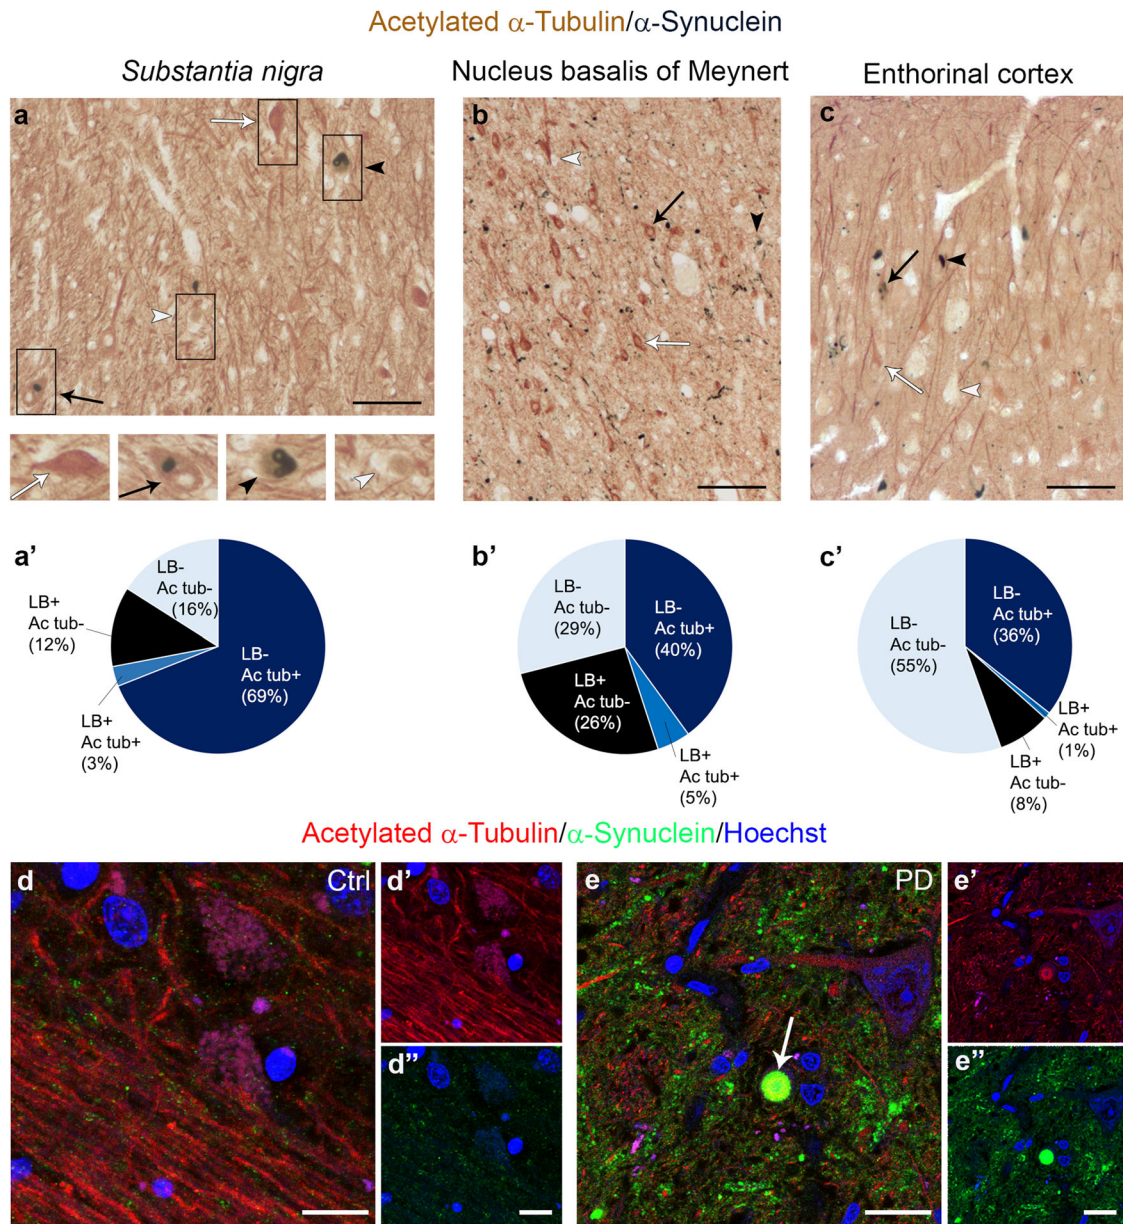 Acetylated α-Tubulin/α-Synuclein
Substantia nigra
Nucleus basalis of Meynert
Enthorinal cortex
a
b
c
a’
LB-
Ac tub-
(16%)
LB+
Ac tub-
(12%)
LB-
Ac tub+
(69%)
LB+
Ac tub+
(3%)
b’
LB-
Ac tub-
(29%)
LB-
Ac tub+
(40%)
LB+
Ac tub-
(26%)
LB+
Ac tub+
(5%)
c’
LB-
Ac tub+
(36%)
LB-
Ac tub-
(55%)
LB+
Ac tub+
(1%)
LB+
Ac tub-
(8%)
Acetylated α-Tubulin/α-Synuclein/Hoechst
d
Ctrl
d’
d’’
e
PD
e’
e’’